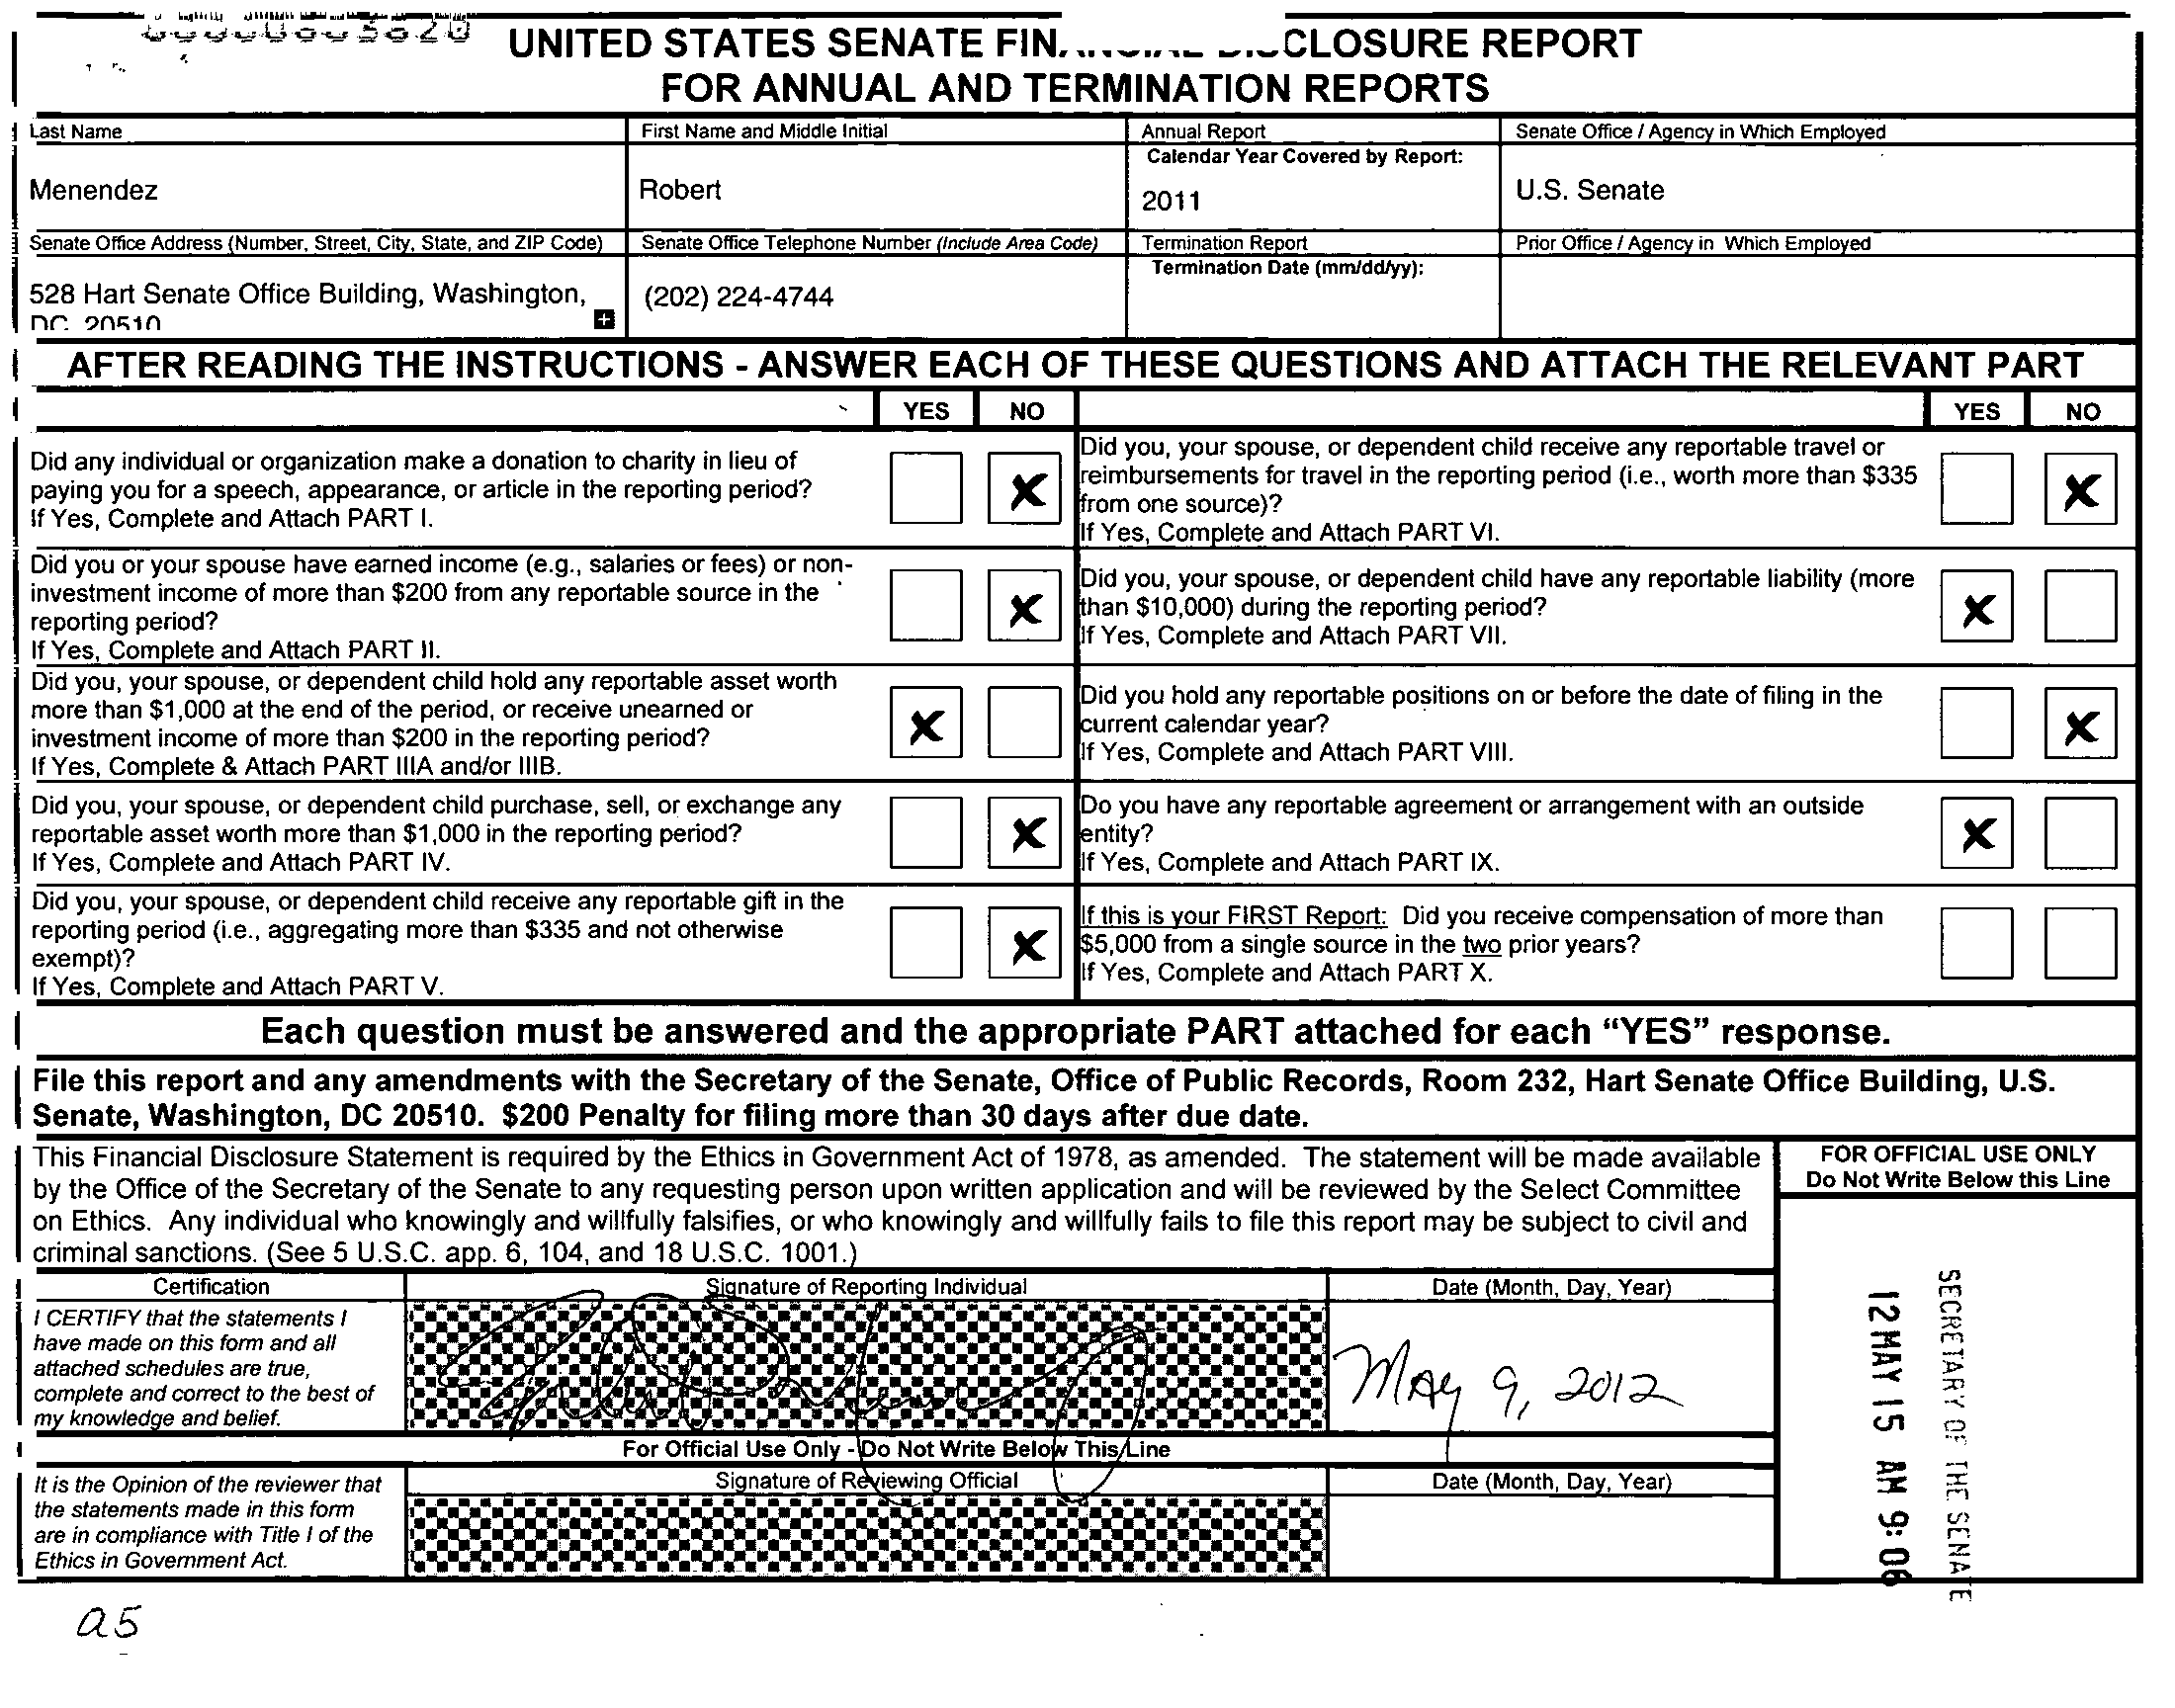 UNITED STATES SENATE FINANCIAL DISCLOSURE REPORT
FOR ANNUAL AND TERMINATION REPORTS
Last Name
First Name and Middle Initial
Annual Report
Senate Office / Agency in Which Employed
Calendar Year Covered by Report:
Menendez
Robert
2011
U.S. Senate
Senate Office Address (Number, Street, City, State, and ZIP Code)
Senate Office Telephone Number (Include Area Code)
Termination Report
Prior Office / Agency in Which Employed
Termination Date (mm/dd/yy):
528 Hart Senate Office Building, Washington,
DC 20510
(202) 224-4744
AFTER READING THE INSTRUCTIONS - ANSWER EACH OF THESE QUESTIONS AND ATTACH THE RELEVANT PART
YES NO
YES NO
Did any individual or organization make a donation to charity in lieu of
paying you for a speech, appearance, or article in the reporting period?
If Yes, Complete and Attach PART I.
X
Did you, your spouse, or dependent child receive any reportable travel or
reimbursements for travel in the reporting period (i.e., worth more than $335
from one source)?
If Yes, Complete and Attach PART VI.
X
Did you or your spouse have earned income (e.g., salaries or fees) or non-
investment income of more than $200 from any reportable source in the
reporting period?
If Yes, Complete and Attach PART II.
X
Did you, your spouse, or dependent child have any reportable liability (more
than $10,000) during the reporting period?
If Yes, Complete and Attach PART VII.
X
Did you, your spouse, or dependent child hold any reportable asset worth
more than $1,000 at the end of the period, or receive unearned or
investment income of more than $200 in the reporting period?
If Yes, Complete & Attach PART IIIA and/or IIIB.
X
Did you hold any reportable positions on or before the date of filing in the
current calendar year?
If Yes, Complete and Attach PART VIII.
X
Did you, your spouse, or dependent child purchase, sell, or exchange any
reportable asset worth more than $1,000 in the reporting period?
If Yes, Complete and Attach PART IV.
X
Do you have any reportable agreement or arrangement with an outside
entity?
If Yes, Complete and Attach PART IX.
X
Did you, your spouse, or dependent child receive any reportable gift in the
reporting period (i.e., aggregating more than $335 and not otherwise
exempt)?
If Yes, Complete and Attach PART V.
X
If this is your FIRST Report: Did you receive compensation of more than
$5,000 from a single source in the two prior years?
If Yes, Complete and Attach PART X.
Each question must be answered and the appropriate PART attached for each “YES” response.
File this report and any amendments with the Secretary of the Senate, Office of Public Records, Room 232, Hart Senate Office Building, U.S.
Senate, Washington, DC 20510. $200 Penalty for filing more than 30 days after due date.
This Financial Disclosure Statement is required by the Ethics in Government Act of 1978, as amended. The statement will be made available
by the Office of the Secretary of the Senate to any requesting person upon written application and will be reviewed by the Select Committee
on Ethics. Any individual who knowingly and willfully falsifies, or who knowingly and willfully fails to file this report may be subject to civil and
criminal sanctions. (See 5 U.S.C. app. 6, 104, and 18 U.S.C. 1001.)
FOR OFFICIAL USE ONLY
Do Not Write Below this Line
Certification
Signature of Reporting Individual
Date (Month, Day, Year)
I CERTIFY that the statements I
have made on this form and all
attached schedules are true,
complete and correct to the best of
my knowledge and belief.
May 9, 2012
For Official Use Only - Do Not Write Below This Line
It is the Opinion of the reviewer that
the statements made in this form
are in compliance with Title I of the
Ethics in Government Act.
Signature of Reviewing Official
Date (Month, Day, Year)
SECRETARY OF THE SENATE
12 MAY 15 AM 9:06
a5